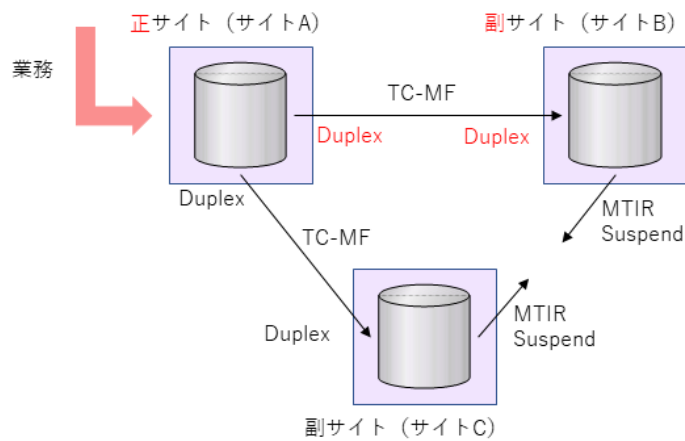 正サイト（サイトA）
副サイト（サイトB）
業務
TC-MF
Duplex
Duplex
Duplex
MTIR
Suspend
TC-MF
Duplex
MTIR
Suspend
副サイト（サイトC）